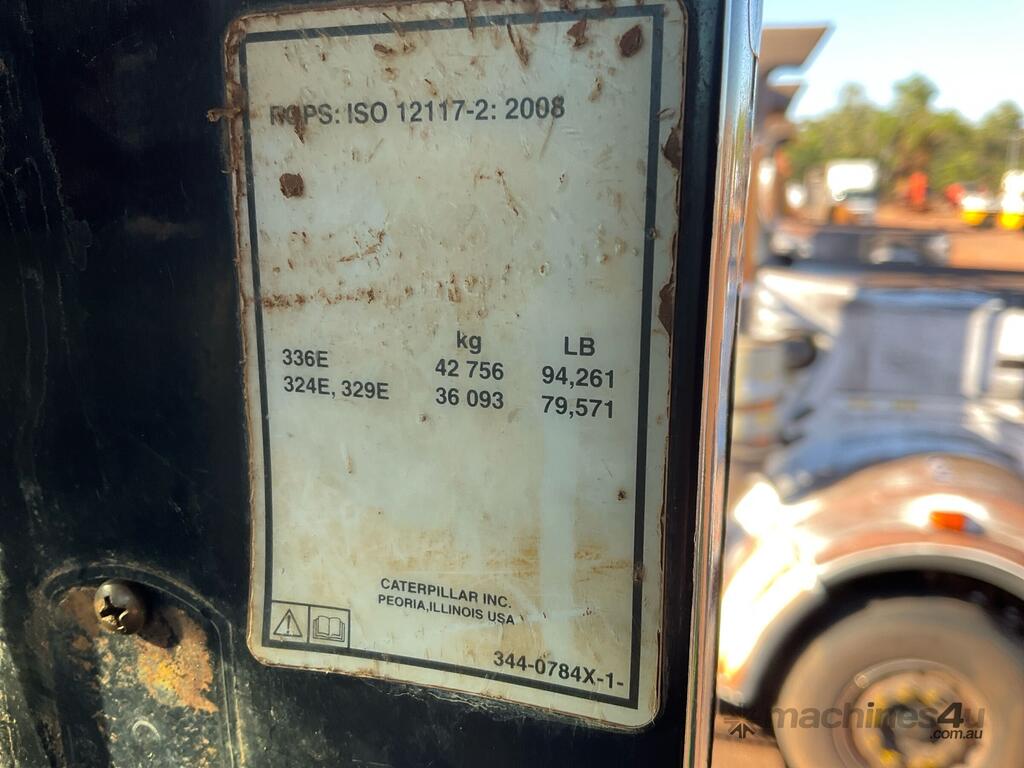 ROPS: ISO 12117-2: 2008
kg LB
336E 42 756 94,261
324E, 329E 36 093 79,571
CATERPILLAR INC.
PEORIA,ILLINOIS USA
344-0784X-1-
machines4u
.com.au